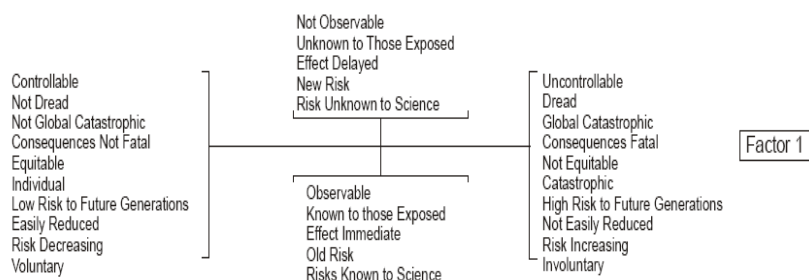 Not Observable
Unknown to Those Exposed
Effect Delayed
New Risk
Risk Unknown to Science
Controllable
Not Dread
Not Global Catastrophic
Consequences Not Fatal
Equitable
Individual
Low Risk to Future Generations
Easily Reduced
Risk Decreasing
Voluntary
Uncontrollable
Dread
Global Catastrophic
Consequences Fatal
Not Equitable
Catastrophic
High Risk to Future Generations
Not Easily Reduced
Risk Increasing
Involuntary
Factor 1
Observable
Known to those Exposed
Effect Immediate
Old Risk
Risks Known to Science